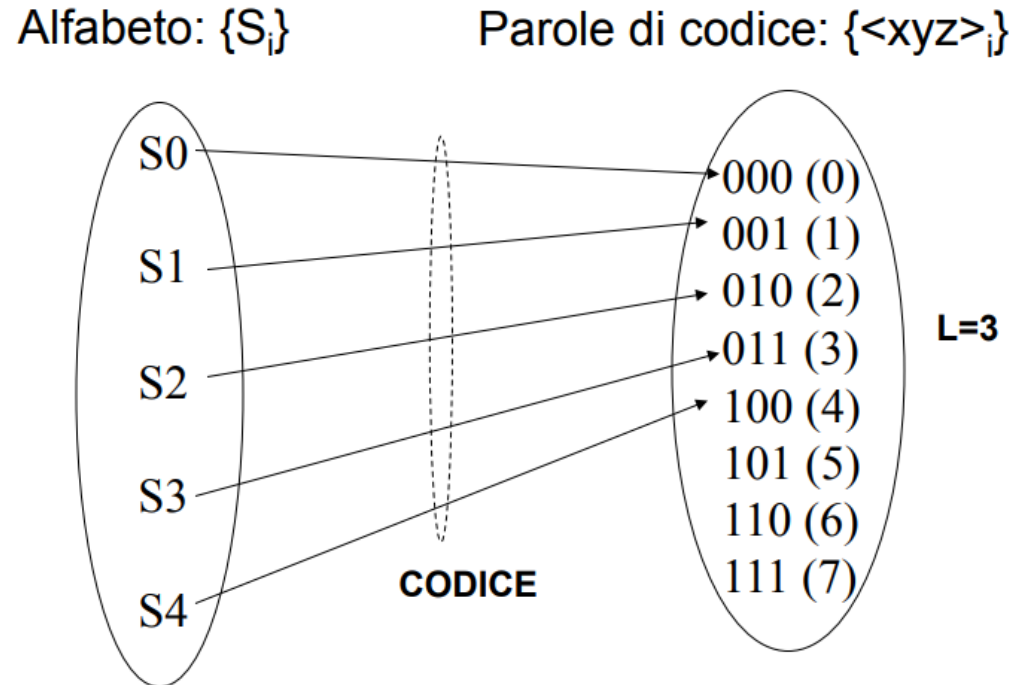 Alfabeto: {Si}
Parole di codice: {<xyz>i}
S0
S1
S2
S3
S4
CODICE
000 (0)
001 (1)
010 (2)
011 (3)
100 (4)
101 (5)
110 (6)
111 (7)
L=3